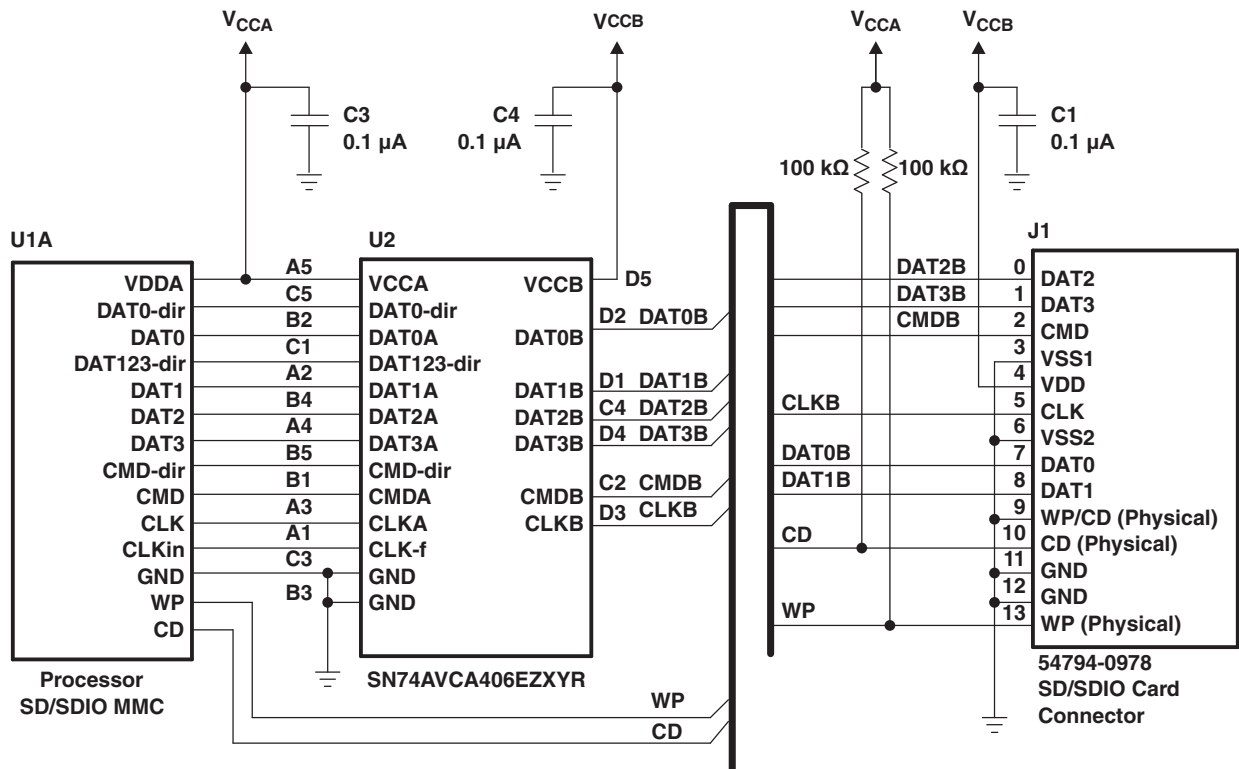 VCCA
VCCB
VCCA
VCCB
C3
0.1 µA
C4
0.1 µA
C1
0.1 µA
100 kΩ
100 kΩ
U1A
U2
J1
VDDA
DAT0-dir
DAT0
DAT123-dir
DAT1
DAT2
DAT3
CMD-dir
CMD
CLK
CLKin
GND
WP
CD
Processor
SD/SDIO MMC
A5
C5
B2
C1
A2
B4
A4
B5
B1
A3
A1
C3
B3
VCCA
DAT0-dir
DAT0A
DAT123-dir
DAT1A
DAT2A
DAT3A
CMD-dir
CMDA
CLKA
CLK-f
GND
GND
VCCB
DAT0B
DAT1B
DAT2B
DAT3B
CMDB
CLKB
SN74AVCA406EZXYR
D5
D2 DAT0B
D1 DAT1B
C4 DAT2B
D4 DAT3B
C2 CMDB
D3 CLKB
WP
CD
DAT2B
DAT3B
CMDB
CLKB
DAT0B
DAT1B
CD
WP
0 DAT2
1 DAT3
2 CMD
3 VSS1
4 VDD
5 CLK
6 VSS2
7 DAT0
8 DAT1
9 WP/CD (Physical)
10 CD (Physical)
11 GND
12 GND
13 WP (Physical)
54794-0978
SD/SDIO Card
Connector